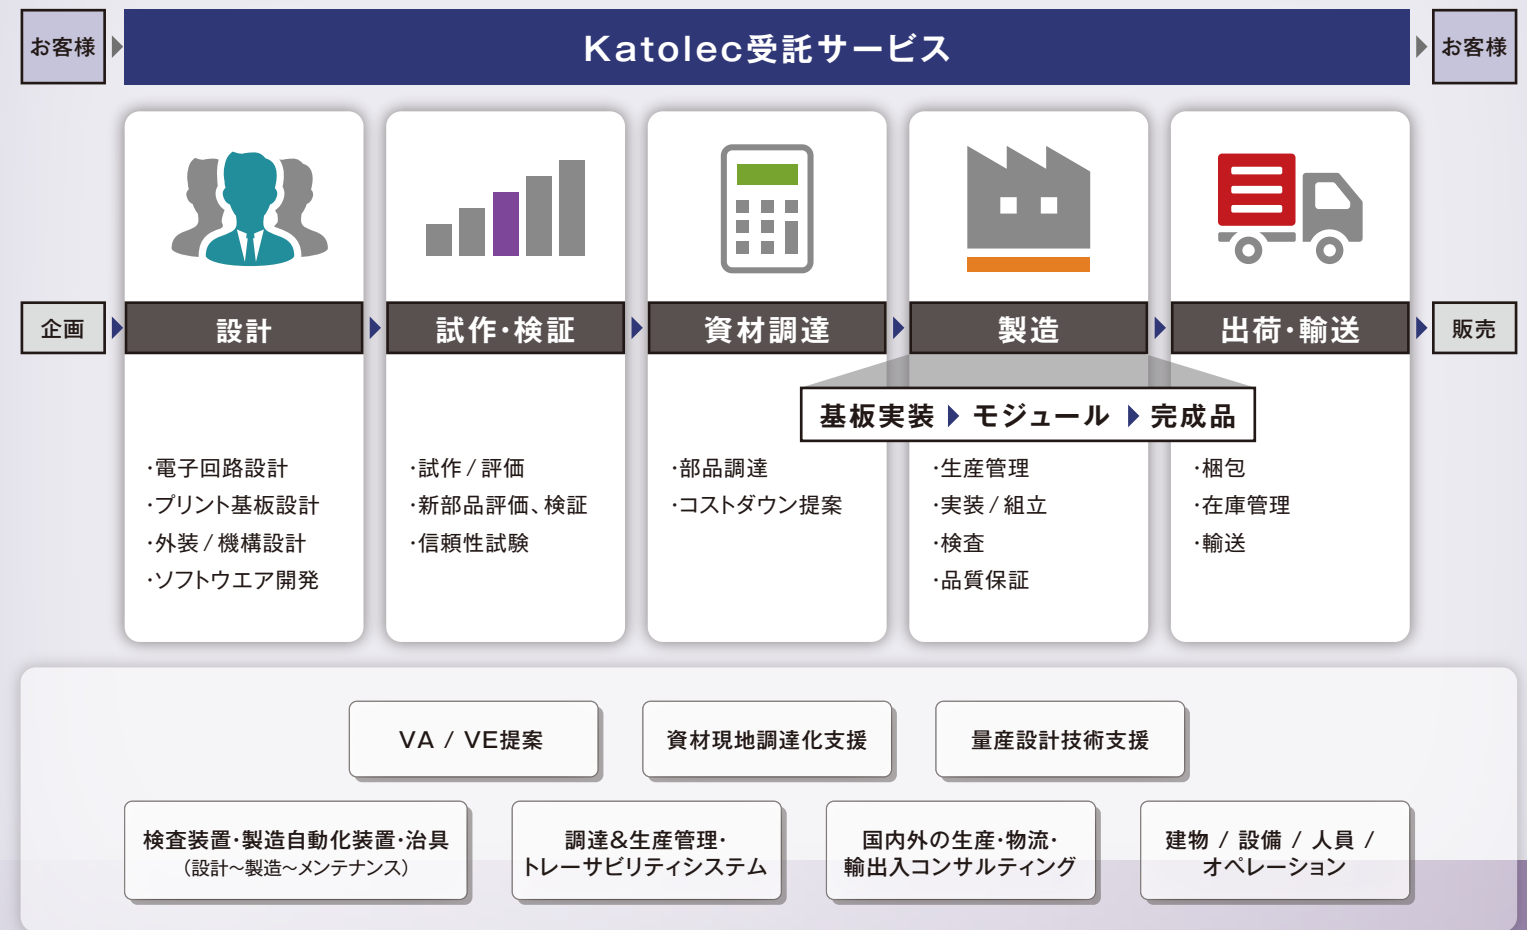 お客様
Katolec受託サービス
お客様
企画
設計
試作・検証
資材調達
製造
出荷・輸送
販売
基板実装
モジュール
完成品
・電子回路設計
・プリント基板設計
・外装 / 機構設計
・ソフトウエア開発
・試作 / 評価
・新部品評価、検証
・信頼性試験
・部品調達
・コストダウン提案
・生産管理
・実装 / 組立
・検査
・品質保証
・梱包
・在庫管理
・輸送
VA / VE提案
資材現地調達化支援
量産設計技術支援
検査装置・製造自動化装置・治具
（設計～製造～メンテナンス）
調達&生産管理・
トレーサビリティシステム
国内外の生産・物流・
輸出入コンサルティング
建物 / 設備 / 人員 /
オペレーション